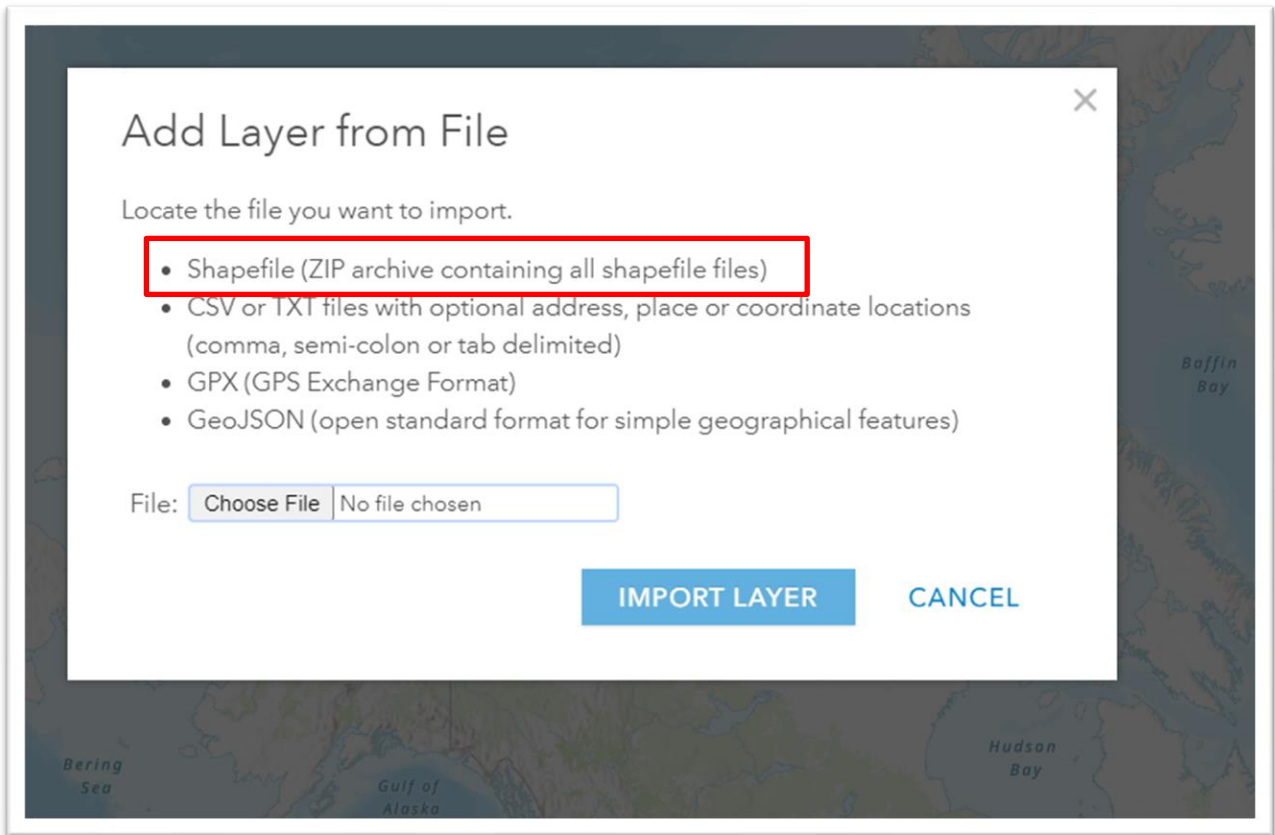 Add Layer from File
Locate the file you want to import.
• Shapefile (ZIP archive containing all shapefile files)
• CSV or TXT files with optional address, place or coordinate locations
(comma, semi-colon or tab delimited)
• GPX (GPS Exchange Format)
• GeoJSON (open standard format for simple geographical features)
File: Choose File No file chosen
IMPORT LAYER CANCEL
Baffin
Bay
Hudson
Bay
Bering
Sea
Gulf of
Alaska